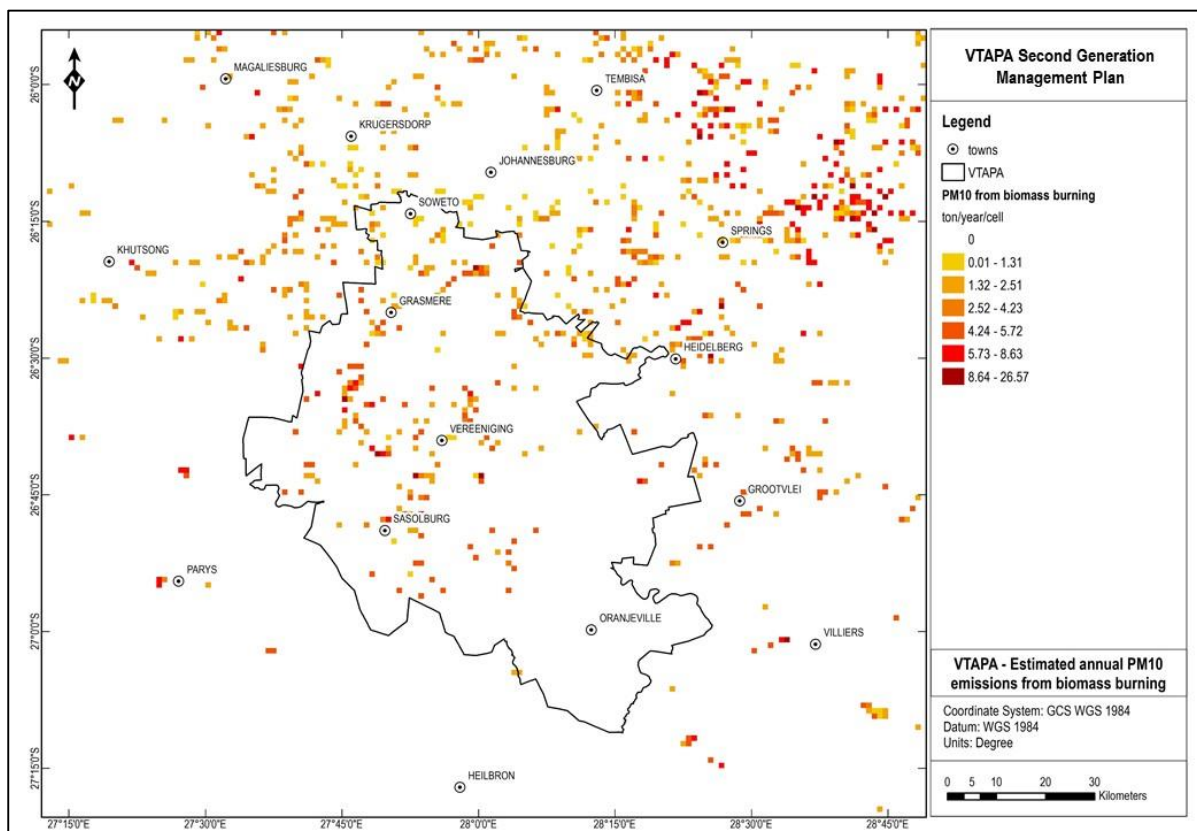 VTAPA Second Generation
Management Plan
Legend
towns
VTAPA
PM10 from biomass burning
ton/year/cell
0
0.01 - 1.31
1.32 - 2.51
2.52 - 4.23
4.24 - 5.72
5.73 - 8.63
8.64 - 26.57
VTAPA - Estimated annual PM10
emissions from biomass burning
Coordinate System: GCS WGS 1984
Datum: WGS 1984
Units: Degree
0 5 10 20 30
Kilometers
N
MAGALIESBURG
TEMBISA
KRUGERSDORP
JOHANNESBURG
SOWETO
SPRINGS
KHUTSONG
GRASMERE
HEIDELBERG
VEREENIGING
GROOTVLEI
SASOLBURG
PARYS
ORANJEVILLE
VILLIERS
HEILBRON
26°0'0"S
26°15'0"S
26°30'0"S
26°45'0"S
27°0'0"S
27°15'0"S
27°15'0"E
27°30'0"E
27°45'0"E
28°0'0"E
28°15'0"E
28°30'0"E
28°45'0"E